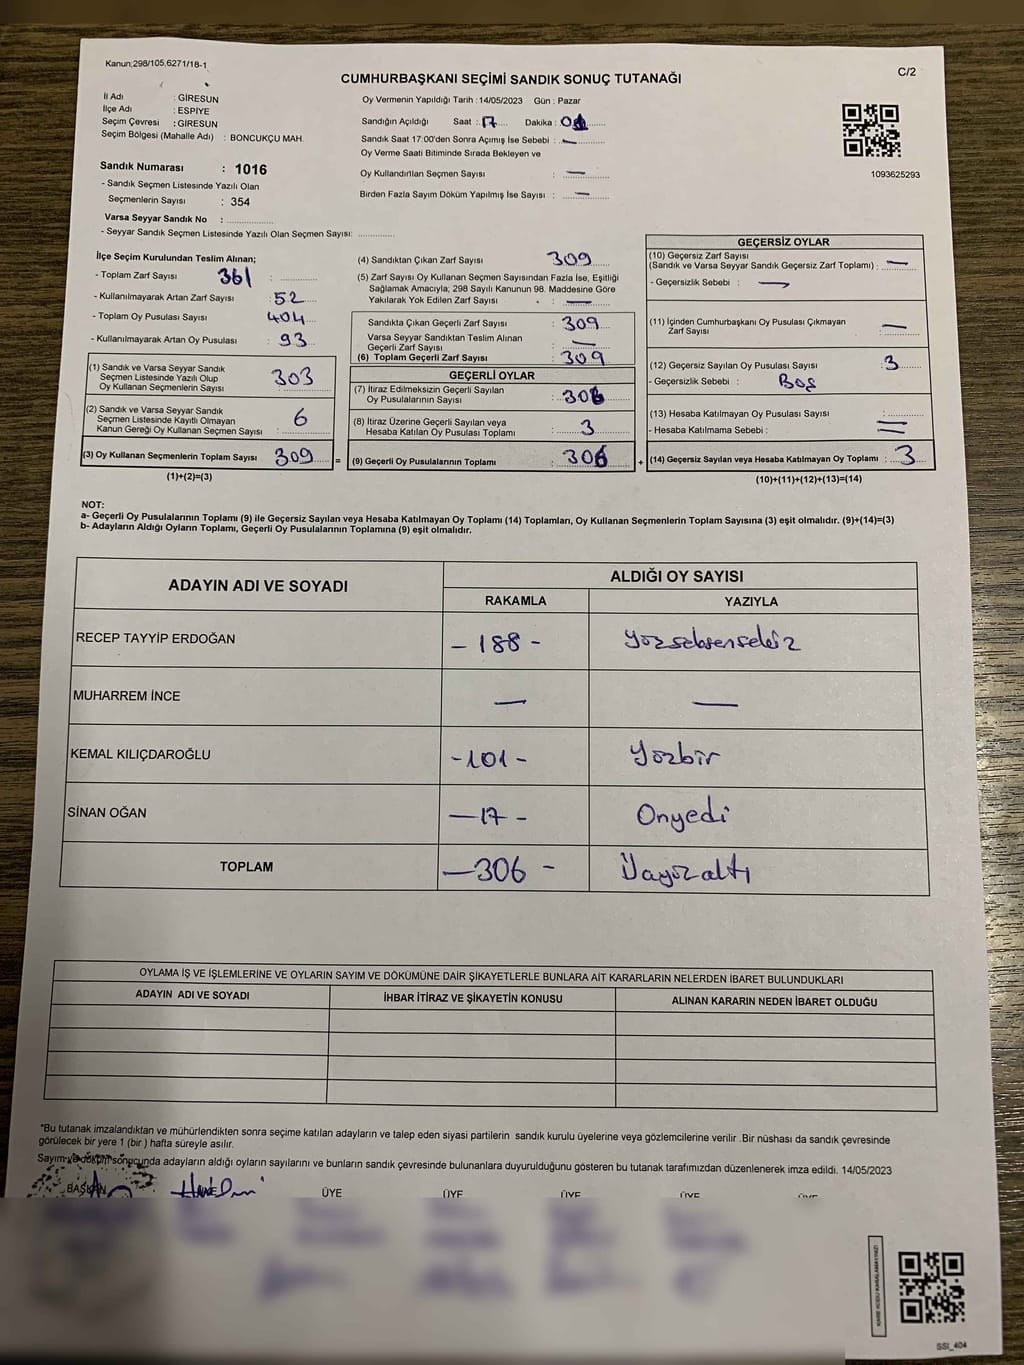 Kanun;298/105,6271/18-1
C/2
CUMHURBAŞKANI SEÇİMİ SANDIK SONUÇ TUTANAĞI
İl Adı : GİRESUN
İlçe Adı : ESPİYE
Seçim Çevresi : GİRESUN
Seçim Bölgesi (Mahalle Adı) : BONCUKÇU MAH.
Sandık Numarası : 1016
- Sandık Seçmen Listesinde Yazılı Olan
Seçmenlerin Sayısı : 354
Varsa Seyyar Sandık No :
- Seyyar Sandık Seçmen Listesinde Yazılı Olan Seçmen Sayısı:
Oy Vermenin Yapıldığı Tarih : 14/05/2023 Gün : Pazar
Sandığın Açıldığı Saat : 17 Dakika :
Sandık Saat 17:00'den Sonra Açımış İse Sebebi : —
Oy Verme Saati Bitiminde Sırada Bekleyen ve
Oy Kullandırılan Seçmen Sayısı : —
Birden Fazla Sayım Döküm Yapılmış İse Sayısı : —
1093625293
İlçe Seçim Kurulundan Teslim Alınan;
- Toplam Zarf Sayısı : 361
- Kullanılmayarak Artan Zarf Sayısı : 52
- Toplam Oy Pusulası Sayısı : 404
- Kullanılmayarak Artan Oy Pusulası : 93
(1) Sandık ve Varsa Seyyar Sandık
Seçmen Listesinde Yazılı Olup
Oy Kullanan Seçmenlerin Sayısı : 303
(2) Sandık ve Varsa Seyyar Sandık
Seçmen Listesinde Kayıtlı Olmayan
Kanun Gereği Oy Kullanan Seçmen Sayısı : 6
(3) Oy Kullanan Seçmenlerin Toplam Sayısı : 309 =
(1)+(2)=(3)
(4) Sandıktan Çıkan Zarf Sayısı : 309
(5) Zarf Sayısı Oy Kullanan Seçmen Sayısından Fazla İse, Eşitliği
Sağlamak Amacıyla; 298 Sayılı Kanunun 98. Maddesine Göre
Yakılarak Yok Edilen Zarf Sayısı : —
Sandıkta Çıkan Geçerli Zarf Sayısı : 309
Varsa Seyyar Sandıktan Teslim Alınan
Geçerli Zarf Sayısı : —
(6) Toplam Geçerli Zarf Sayısı : 309
GEÇERLİ OYLAR
(7) İtiraz Edilmeksizin Geçerli Sayılan
Oy Pusulalarının Sayısı : 306
(8) İtiraz Üzerine Geçerli Sayılan veya
Hesaba Katılan Oy Pusulası Toplamı : 3
(9) Geçerli Oy Pusulalarının Toplamı : 306 +
GEÇERSİZ OYLAR
(10) Geçersiz Zarf Sayısı
(Sandık ve Varsa Seyyar Sandık Geçersiz Zarf Toplamı) : —
- Geçersizlik Sebebi : —
(11) İçinden Cumhurbaşkanı Oy Pusulası Çıkmayan
Zarf Sayısı : —
(12) Geçersiz Sayılan Oy Pusulası Sayısı : 3
- Geçersizlik Sebebi : Boş
(13) Hesaba Katılmayan Oy Pusulası Sayısı :
- Hesaba Katılmama Sebebi : =
(14) Geçersiz Sayılan veya Hesaba Katılmayan Oy Toplamı : 3
(10)+(11)+(12)+(13)=(14)
NOT:
a- Geçerli Oy Pusulalarının Toplamı (9) ile Geçersiz Sayılan veya Hesaba Katılmayan Oy Toplamı (14) Toplamları, Oy Kullanan Seçmenlerin Toplam Sayısına (3) eşit olmalıdır. (9)+(14)=(3)
b- Adayların Aldığı Oyların Toplamı, Geçerli Oy Pusulalarının Toplamına (9) eşit olmalıdır.
ADAYIN ADI VE SOYADI ALDIĞI OY SAYISI
RAKAMLA YAZIYLA
RECEP TAYYİP ERDOĞAN - 188 - yözseksensekiz
MUHARREM İNCE — —
KEMAL KILIÇDAROĞLU - 101 - Yözbir
SİNAN OĞAN — 17 - Onyedi
TOPLAM — 306 - Üçyözaltı
OYLAMA İŞ VE İŞLEMLERİNE VE OYLARIN SAYIM VE DÖKÜMÜNE DAİR ŞİKAYETLERLE BUNLARA AİT KARARLARIN NELERDEN İBARET BULUNDUKLARI
ADAYIN ADI VE SOYADI İHBAR İTİRAZ VE ŞİKAYETİN KONUSU ALINAN KARARIN NEDEN İBARET OLDUĞU
*Bu tutanak imzalandıktan ve mühürlendikten sonra seçime katılan adayların ve talep eden siyasi partilerin sandık kurulu üyelerine veya gözlemcilerine verilir .Bir nüshası da sandık çevresinde
görülecek bir yere 1 (bir ) hafta süreyle asılır.
Sayım ve döküm sonucunda adayların aldığı oyların sayılarını ve bunların sandık çevresinde bulunanlara duyurulduğunu gösteren bu tutanak tarafımızdan düzenlenerek imza edildi. 14/05/2023
BAŞKAN ÜYE ÜYE ÜYE ÜYE
SSI_404